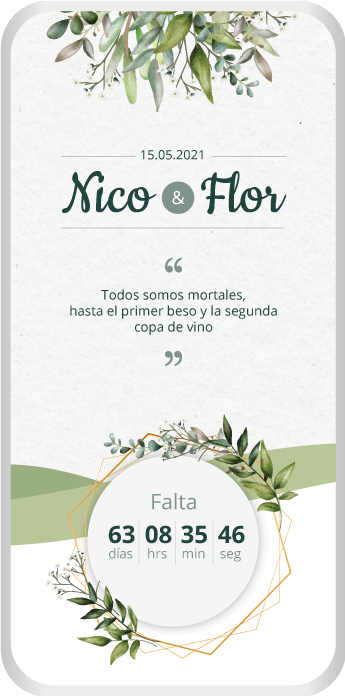 15.05.2021
Nico & Flor
“
Todos somos mortales,
hasta el primer beso y la segunda
copa de vino
”
Falta
63 08 35 46
días hrs min seg